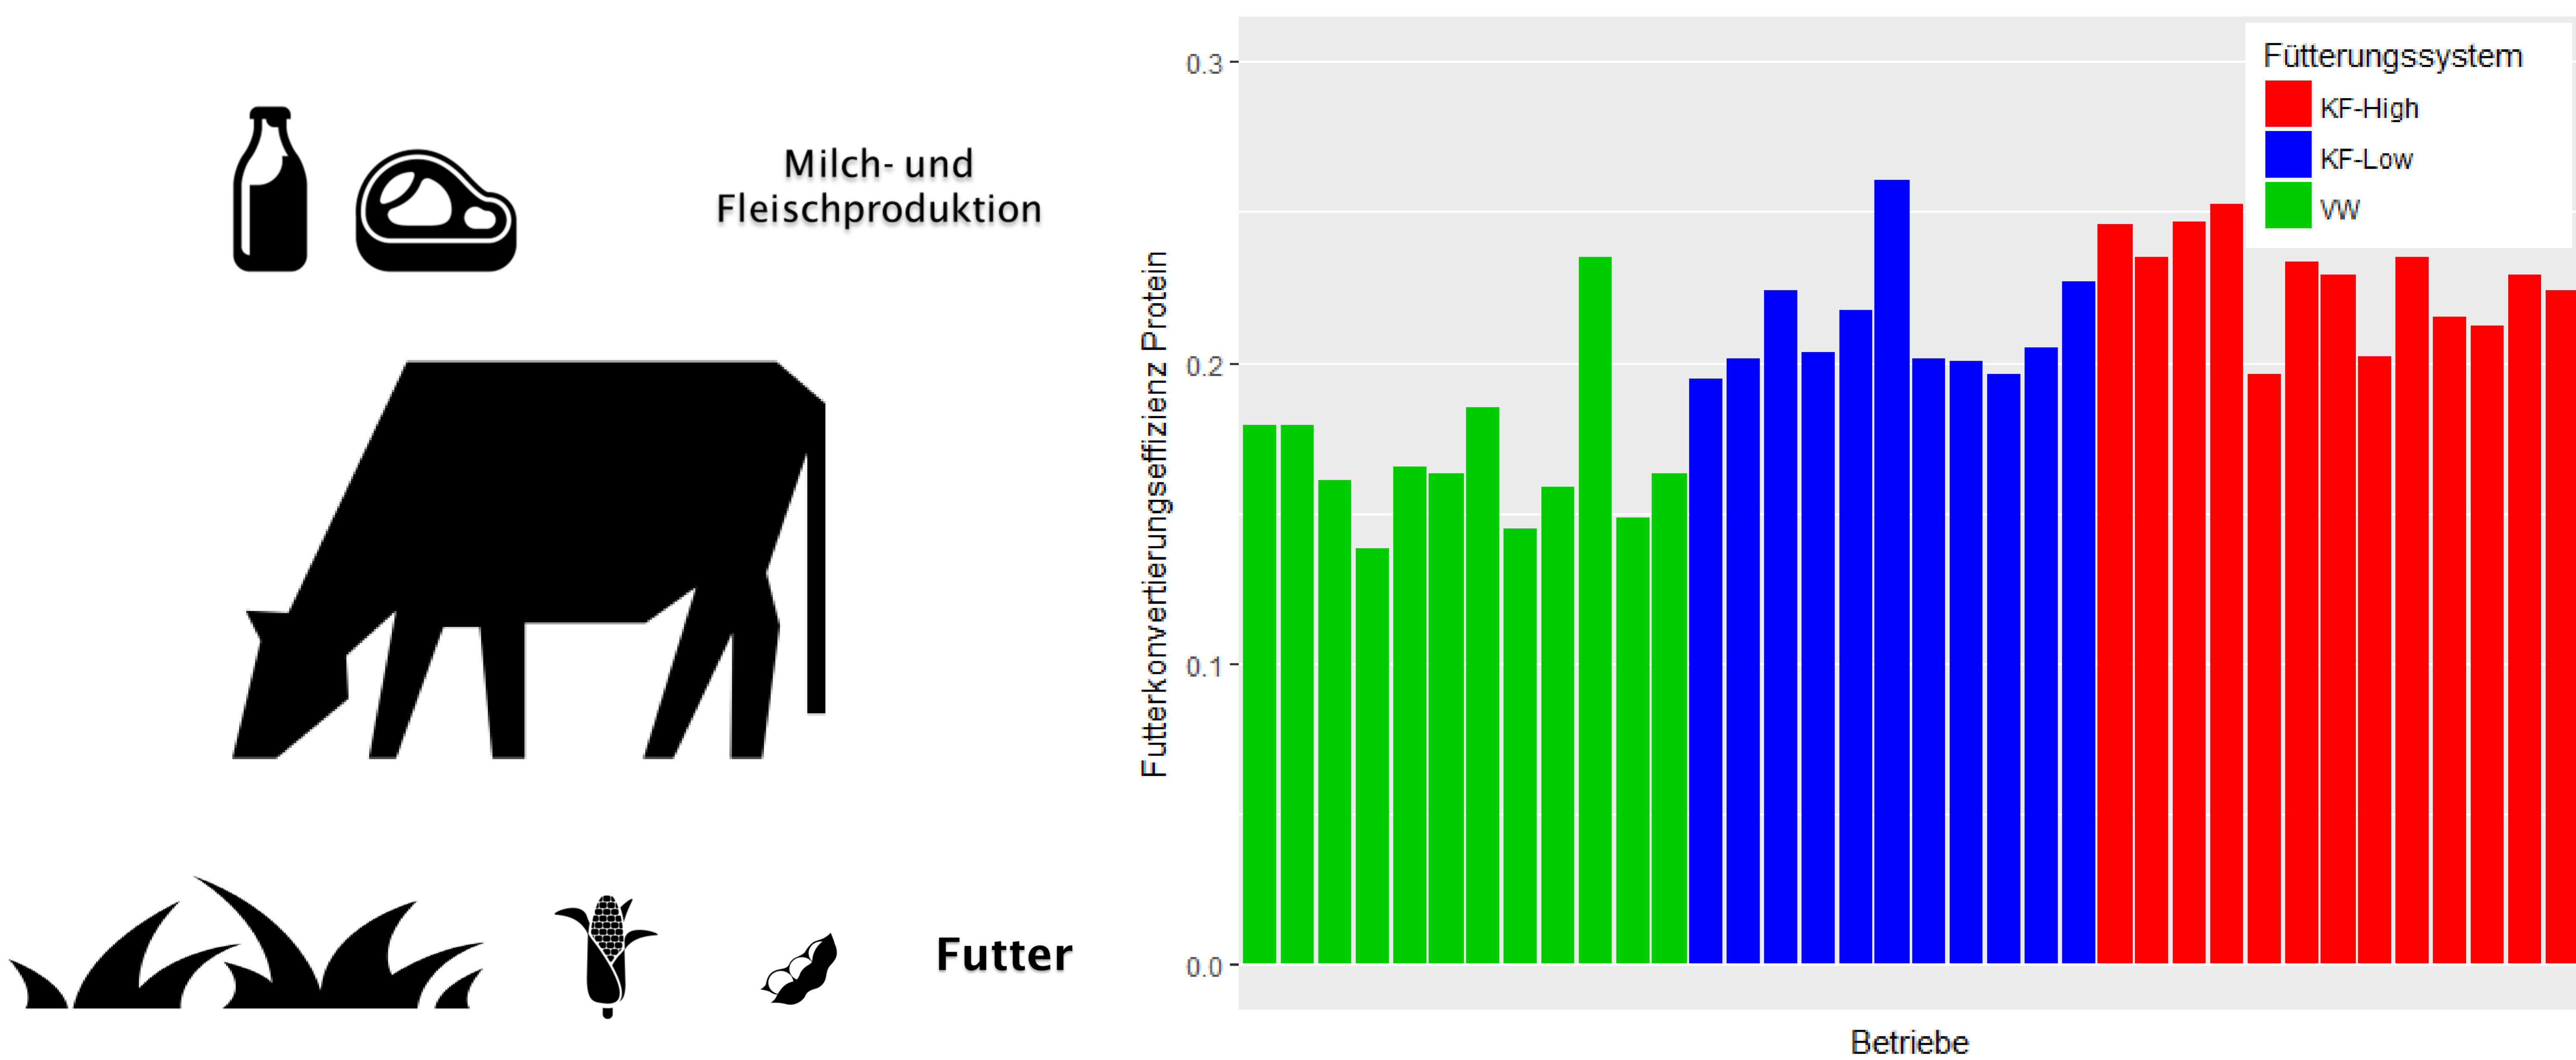 Milch- und
Fleischproduktion
Futter
Futterkonvertierungseffizienz Protein
0.3
0.2
0.1
0.0
Fütterungssystem
KF-High
KF-Low
VW
Betriebe